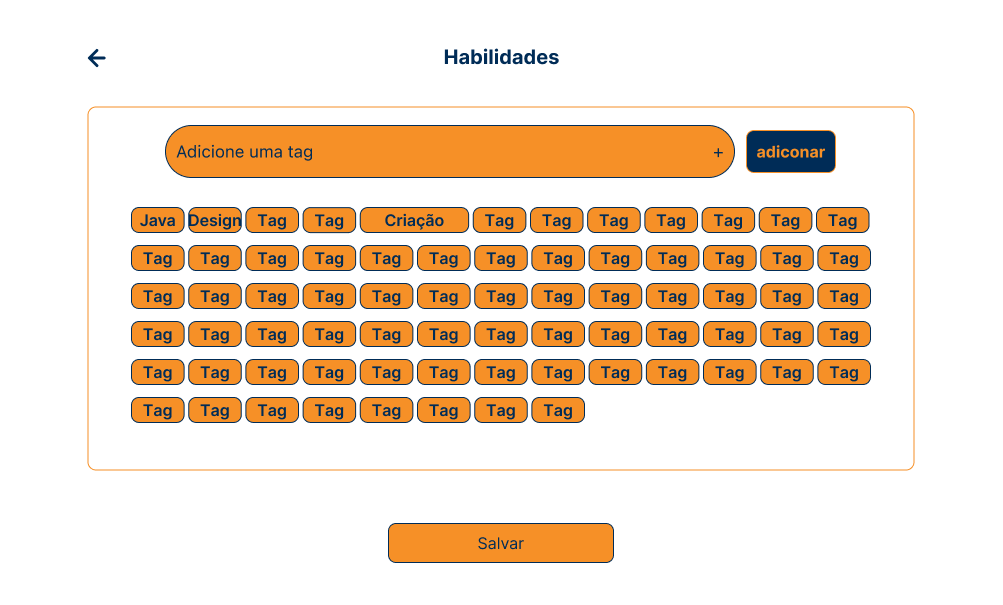 Habilidades
Adicione uma tag + adiconar
Java Design Tag Tag Criação Tag Tag Tag Tag Tag Tag Tag
Tag Tag Tag Tag Tag Tag Tag Tag Tag Tag Tag Tag Tag
Tag Tag Tag Tag Tag Tag Tag Tag Tag Tag Tag Tag Tag
Tag Tag Tag Tag Tag Tag Tag Tag Tag Tag Tag Tag Tag
Tag Tag Tag Tag Tag Tag Tag Tag Tag Tag Tag Tag Tag
Tag Tag Tag Tag Tag Tag Tag Tag
Salvar